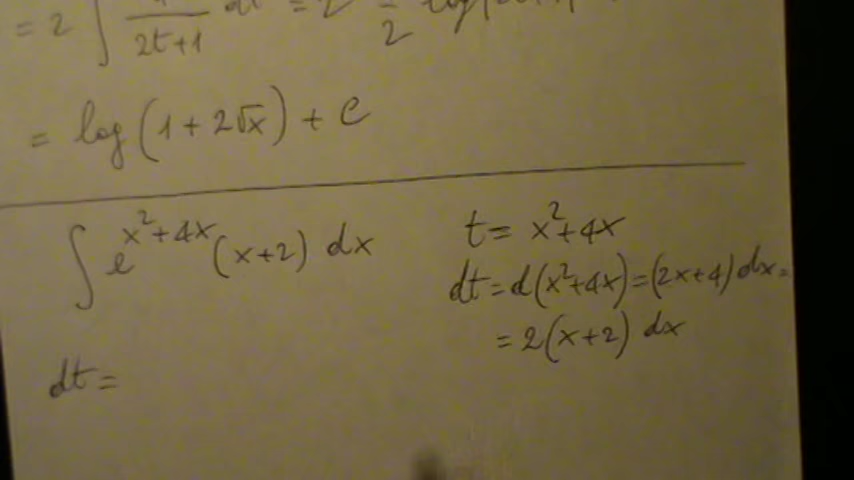 = 2 ∫ 1/(2t+1) dt = 2
= log(1+2√x) + C
∫ e^(x²+4x) (x+2) dx
t = x²+4x
dt = d(x²+4x) = (2x+4) dx =
= 2(x+2) dx
dt =